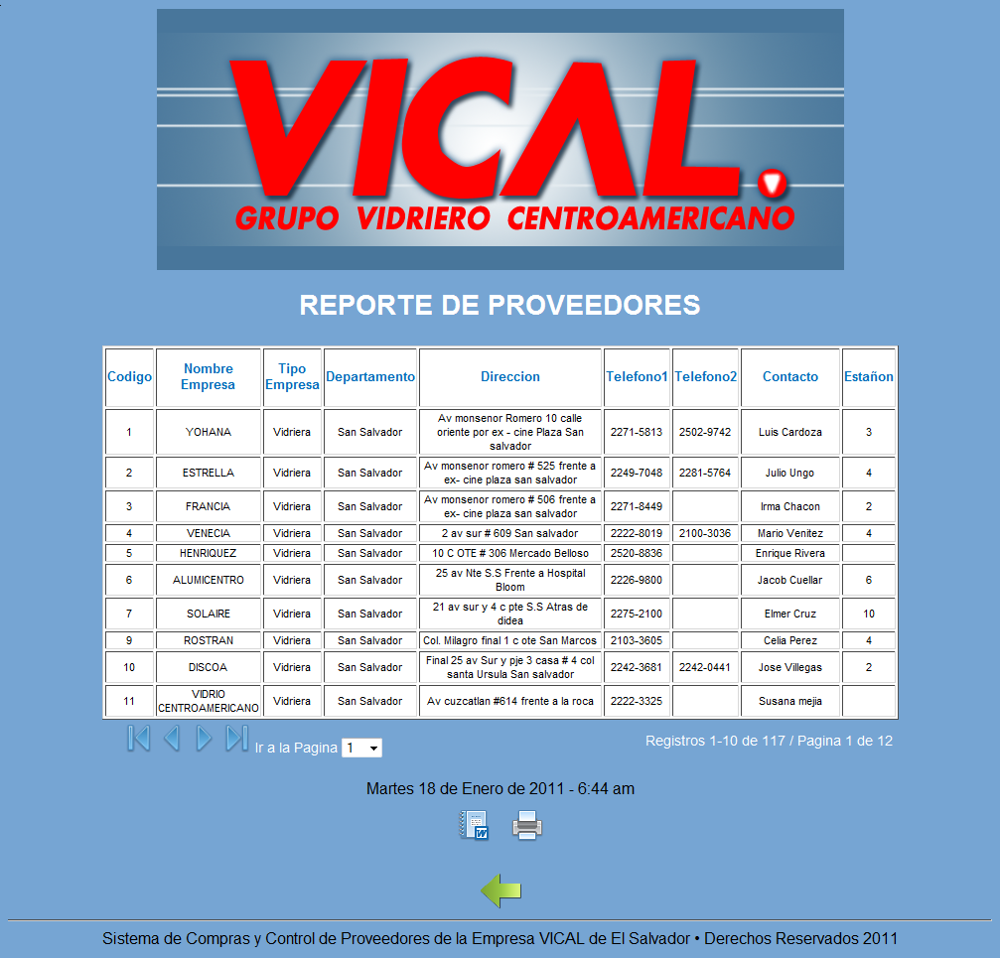 VICAL.
GRUPO VIDRIERO CENTROAMERICANO
REPORTE DE PROVEEDORES
Codigo Nombre Empresa Tipo Empresa Departamento Direccion Telefono1 Telefono2 Contacto Estañon
1 YOHANA Vidriera San Salvador Av monsenor Romero 10 calle oriente por ex - cine Plaza San salvador 2271-5813 2502-9742 Luis Cardoza 3
2 ESTRELLA Vidriera San Salvador Av monsenor romero # 525 frente a ex- cine plaza san salvador 2249-7048 2281-5764 Julio Ungo 4
3 FRANCIA Vidriera San Salvador Av monsenor romero # 506 frente a ex- cine plaza san salvador 2271-8449 Irma Chacon 2
4 VENECIA Vidriera San Salvador 2 av sur # 609 San salvador 2222-8019 2100-3036 Mario Venitez 4
5 HENRIQUEZ Vidriera San Salvador 10 C OTE # 306 Mercado Belloso 2520-8836 Enrique Rivera
6 ALUMICENTRO Vidriera San Salvador 25 av Nte S.S Frente a Hospital Bloom 2226-9800 Jacob Cuellar 6
7 SOLAIRE Vidriera San Salvador 21 av sur y 4 c pte S.S Atras de didea 2275-2100 Elmer Cruz 10
9 ROSTRAN Vidriera San Salvador Col. Milagro final 1 c ote San Marcos 2103-3605 Celia Perez 4
10 DISCOA Vidriera San Salvador Final 25 av Sur y pje 3 casa # 4 col santa Ursula San salvador 2242-3681 2242-0441 Jose Villegas 2
11 VIDRIO CENTROAMERICANO Vidriera San Salvador Av cuzcatlan #614 frente a la roca 2222-3325 Susana mejia
Ir a la Pagina 1 Registros 1-10 de 117 / Pagina 1 de 12
Martes 18 de Enero de 2011 - 6:44 am
Sistema de Compras y Control de Proveedores de la Empresa VICAL de El Salvador • Derechos Reservados 2011